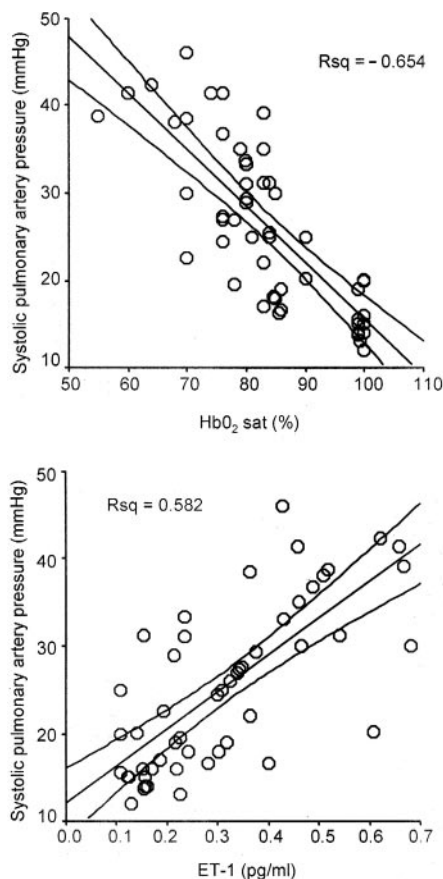 50
40
30
20
10
Systolic pulmonary artery pressure (mmHg)
Rsq = – 0.654
50 60 70 80 90 100 110
Hb0₂ sat (%)
50
40
30
20
10
Systolic pulmonary artery pressure (mmHg)
Rsq = 0.582
0.0 0.1 0.2 0.3 0.4 0.5 0.6 0.7
ET-1 (pg/ml)